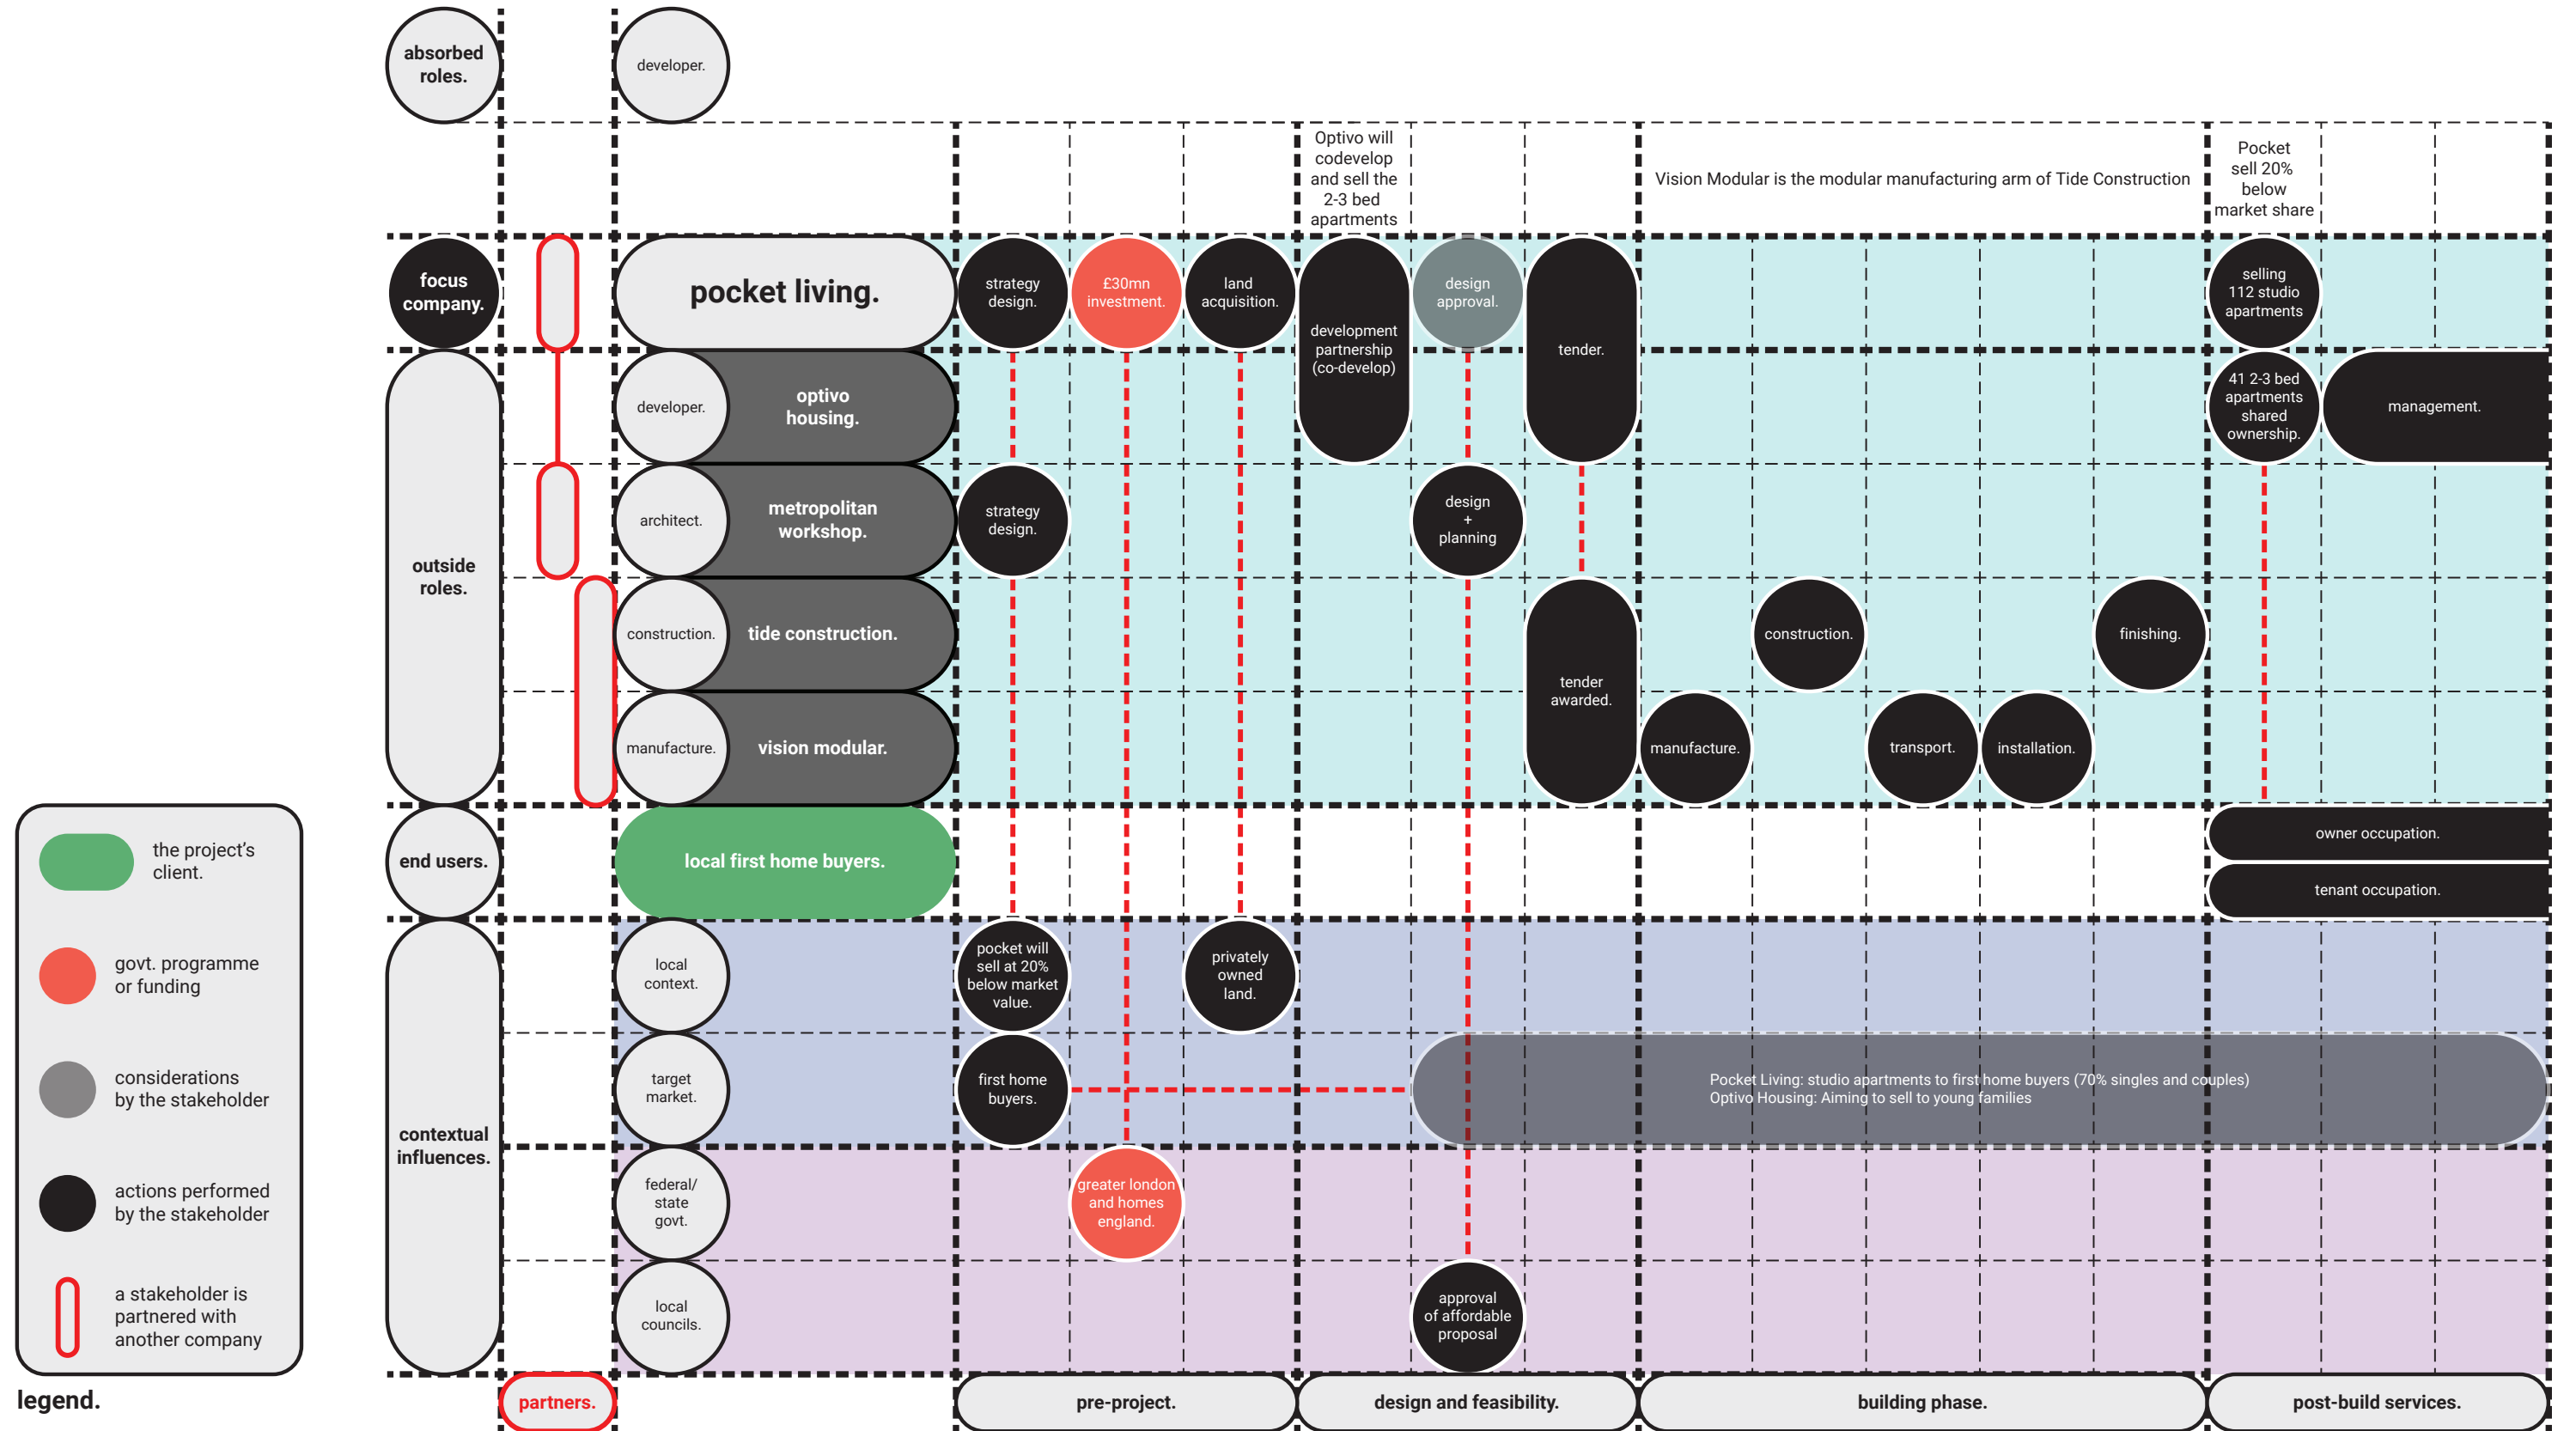 absorbed
roles.
developer.
Optivo will
codevelop
and sell the
2-3 bed
apartments
Vision Modular is the modular manufacturing arm of Tide Construction
Pocket
sell 20%
below
market share
focus
company.
pocket living.
strategy
design.
£30mn
investment.
land
acquisition.
development
partnership
(co-develop)
design
approval.
tender.
selling
112 studio
apartments
outside
roles.
developer.
optivo
housing.
41 2-3 bed
apartments
shared
ownership.
management.
architect.
metropolitan
workshop.
strategy
design.
design
+
planning
construction.
tide construction.
tender
awarded.
construction.
finishing.
manufacture.
vision modular.
manufacture.
transport.
installation.
end users.
local first home buyers.
owner occupation.
tenant occupation.
contextual
influences.
local
context.
pocket will
sell at 20%
below market
value.
privately
owned
land.
target
market.
first home
buyers.
Pocket Living: studio apartments to first home buyers (70% singles and couples)
Optivo Housing: Aiming to sell to young families
federal/
state
govt.
greater london
and homes
england.
local
councils.
approval
of affordable
proposal
partners.
pre-project.
design and feasibility.
building phase.
post-build services.
the project's
client.
govt. programme
or funding
considerations
by the stakeholder
actions performed
by the stakeholder
a stakeholder is
partnered with
another company
legend.